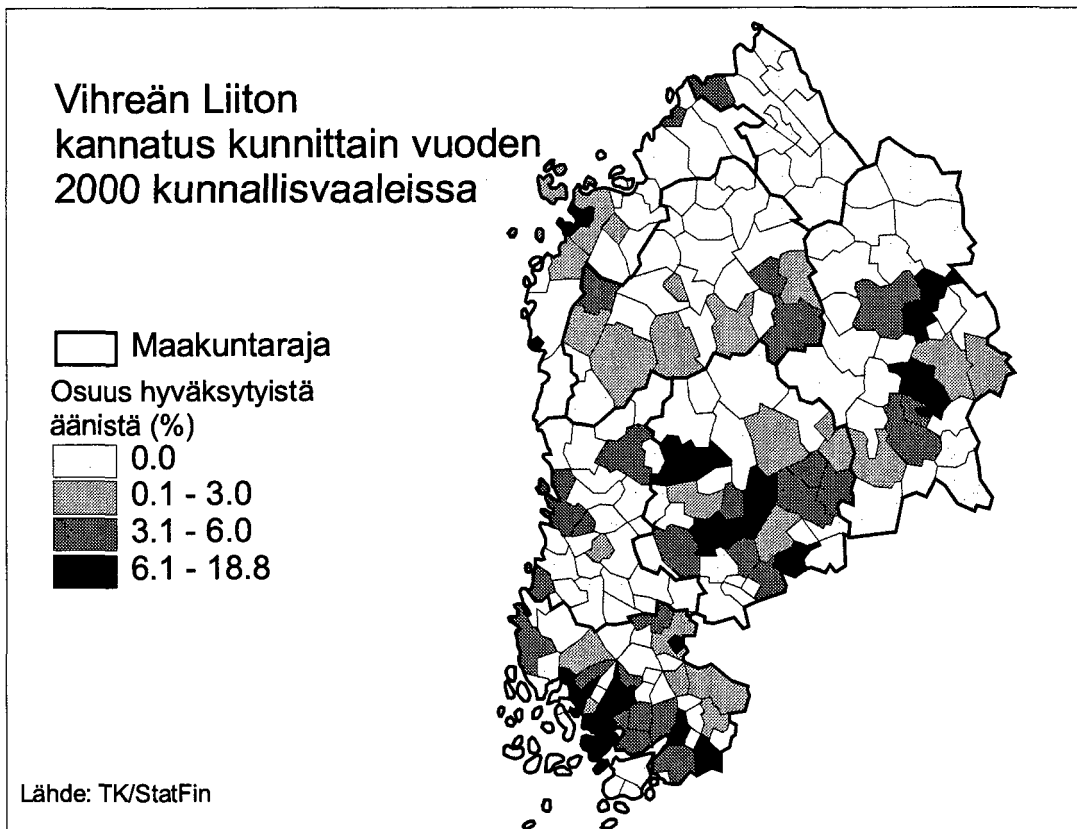 Vihreän Liiton
kannatus kunnittain vuoden
2000 kunnallisvaaleissa
Maakuntaraja
Osuus hyväksytyistä
äänistä (%)
0.0
0.1 - 3.0
3.1 - 6.0
6.1 - 18.8
Lähde: TK/StatFin